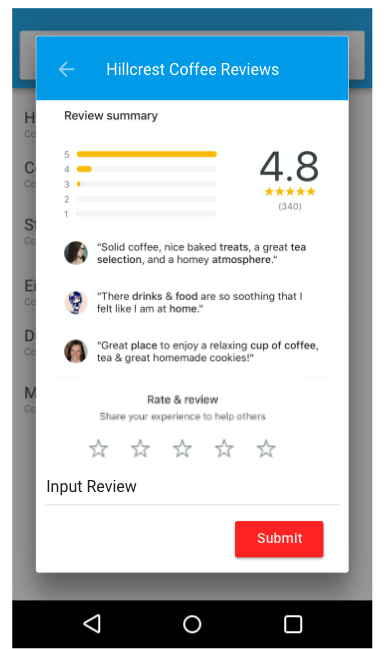 Hillcrest Coffee Reviews
Review summary
5
4
3
2
1
4.8
(340)
"Solid coffee, nice baked treats, a great tea
selection, and a homey atmosphere."
"There drinks & food are so soothing that I
felt like I am at home."
"Great place to enjoy a relaxing cup of coffee,
tea & great homemade cookies!"
Rate & review
Share your experience to help others
Input Review
Submit